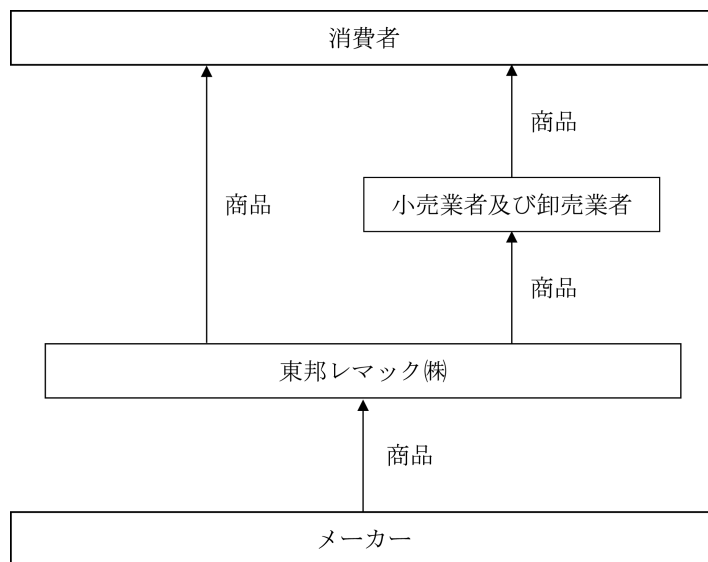 消費者
商品
小売業者及び卸売業者
商品
商品
東邦レマック㈱
商品
メーカー